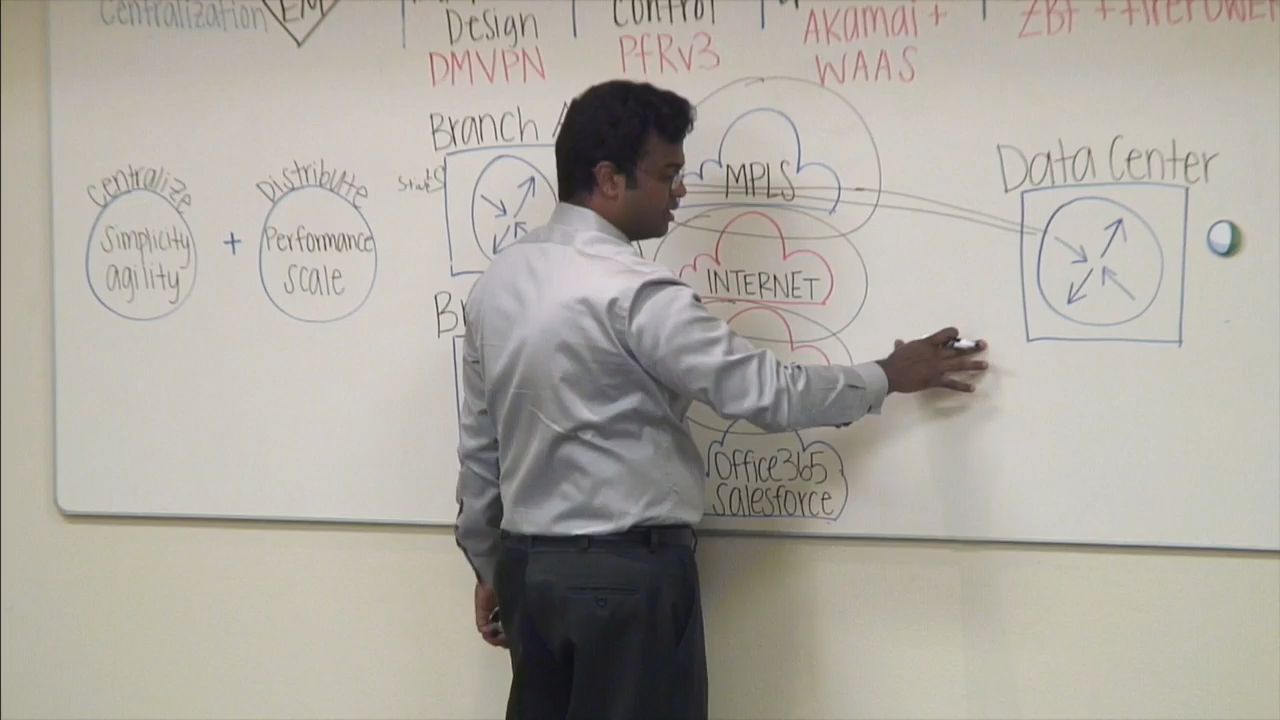 Centralization
EM
Design
DMVPN
Control
PfRv3
Akamai +
WAAS
ZBF + FirePOWER
Branch
Data Center
Centralize
Simplicity
agility
+
Distribute
Performance
scale
MPLS
INTERNET
Office365
Salesforce